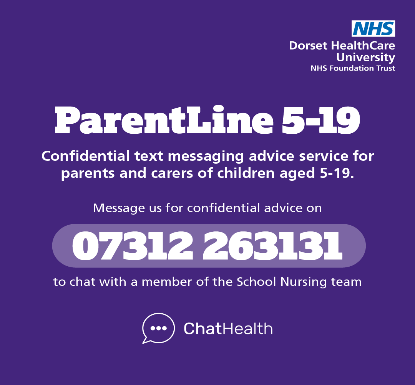 NHS
Dorset HealthCare
University
NHS Foundation Trust
ParentLine 5-19
Confidential text messaging advice service for
parents and carers of children aged 5-19.
Message us for confidential advice on
07312 263131
to chat with a member of the School Nursing team
ChatHealth